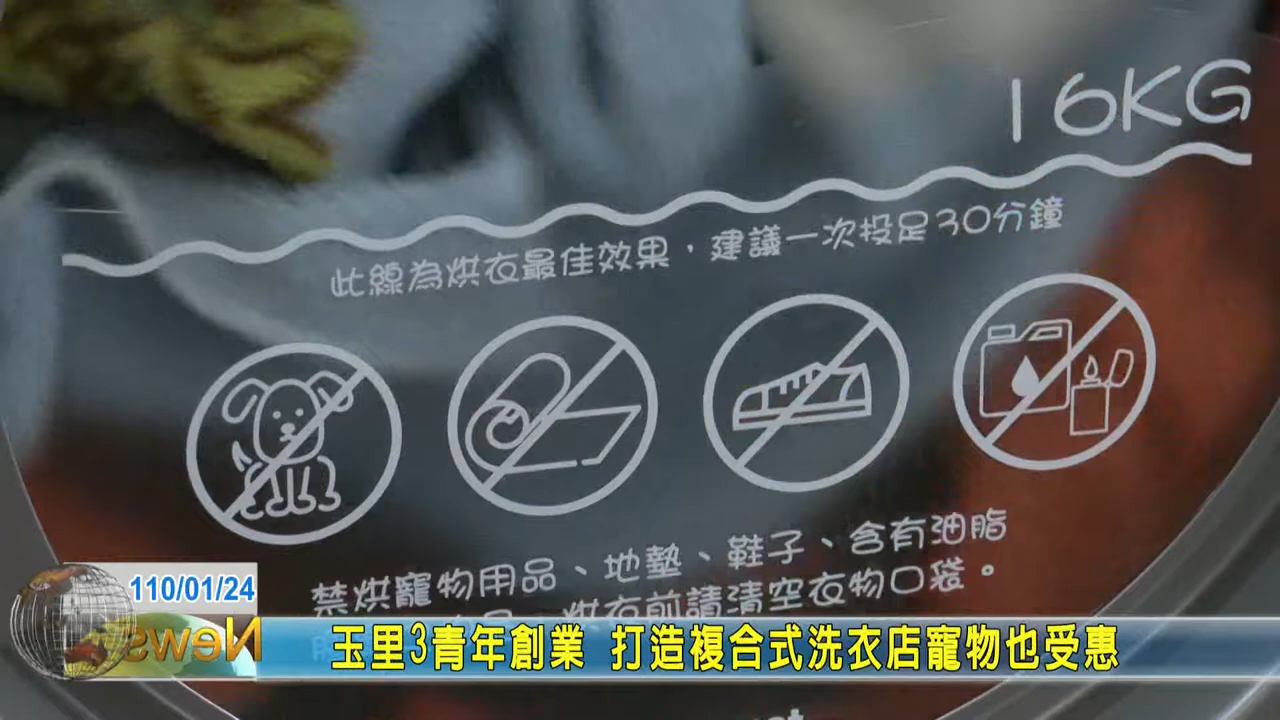 16KG
此線為烘衣最佳效果，建議一次投足30分鐘
禁烘寵物用品、地墊、鞋子、含有油脂
烘衣前請清空衣物口袋。
110/01/24
News
玉里3青年創業 打造複合式洗衣店寵物也受惠